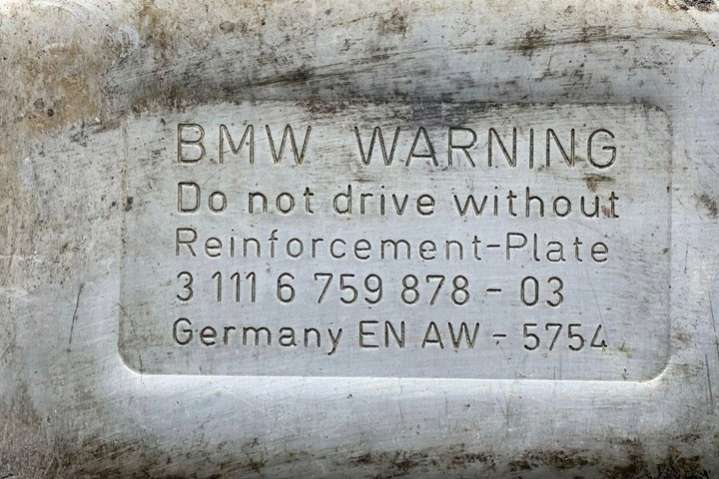 BMW WARNING
Do not drive without
Reinforcement-Plate
3 111 6 759 878 - 03
Germany EN AW - 5754